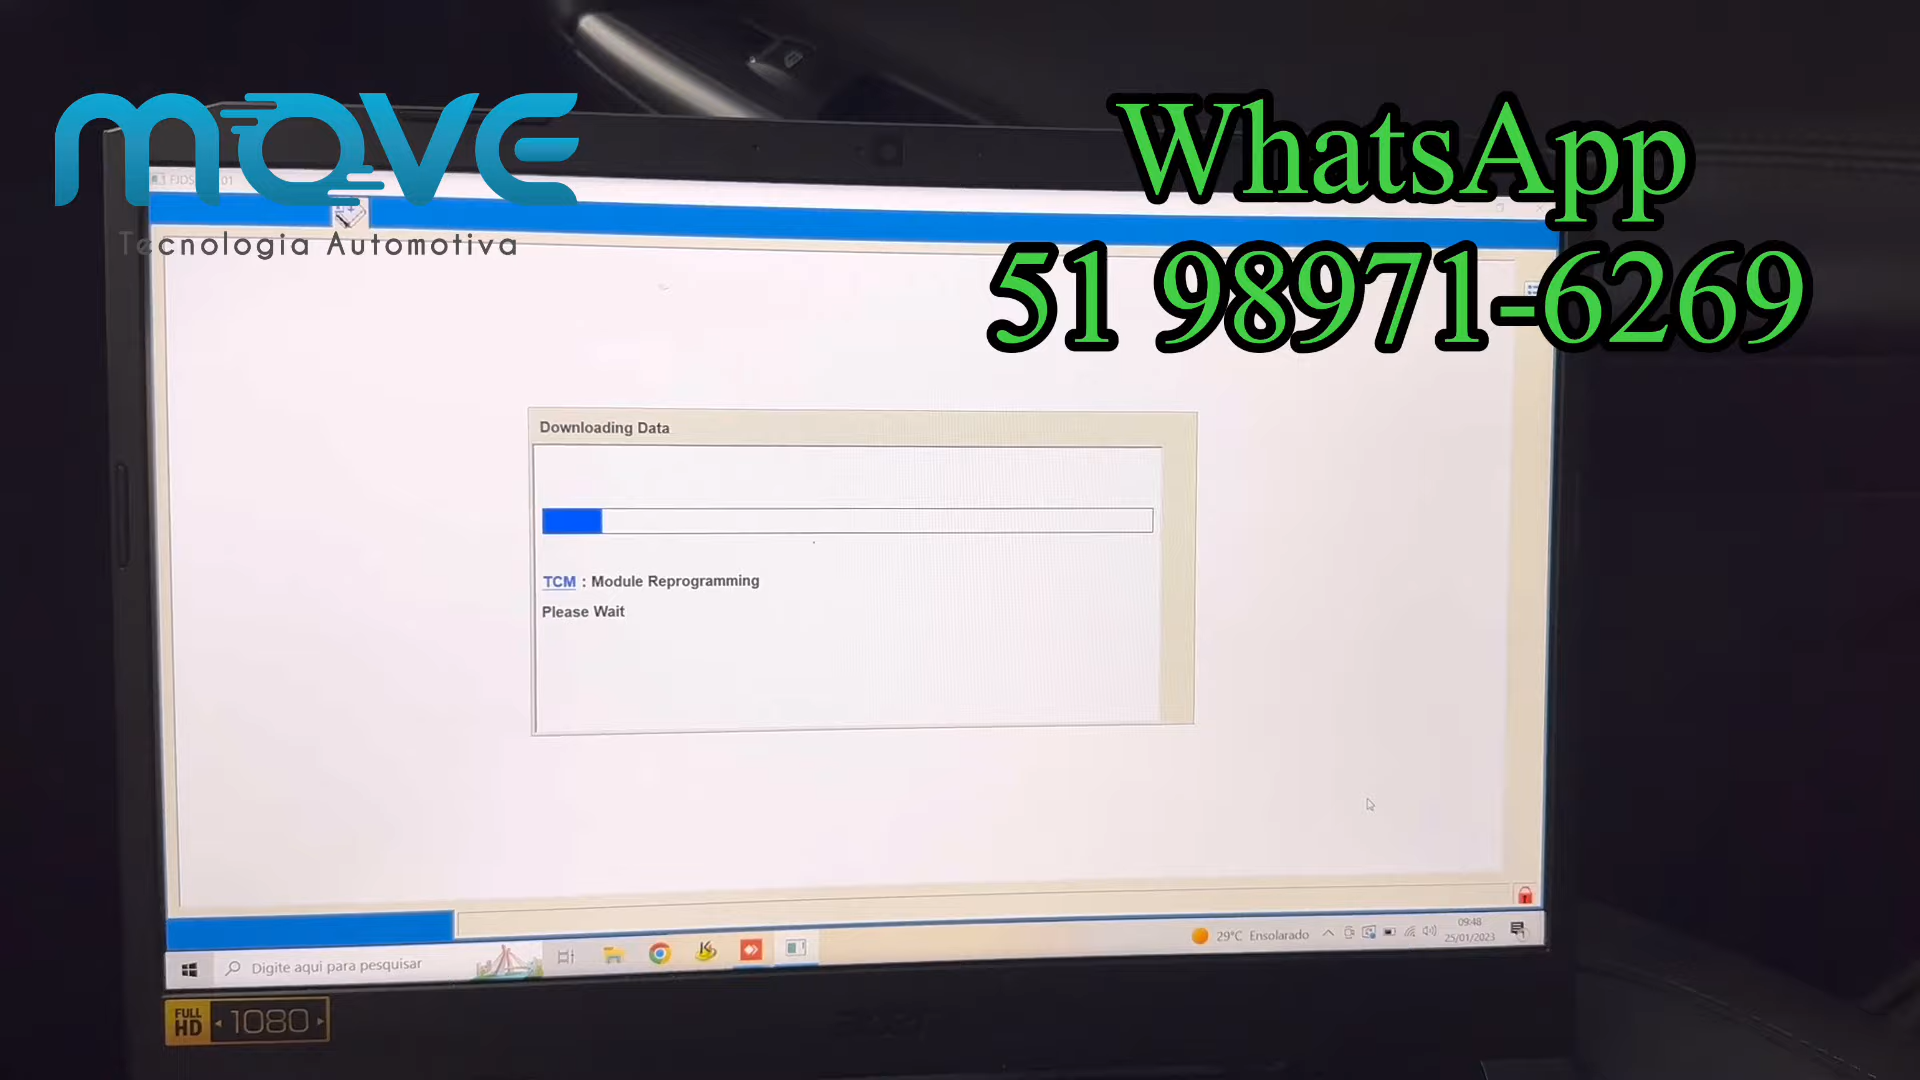 MOVE
Tecnologia Automotiva
WhatsApp
51 98971-6269
Downloading Data
TCM : Module Reprogramming
Please Wait
Digite aqui para pesquisar
29°C Ensolarado
09:48
25/01/2023
FULL HD 1080